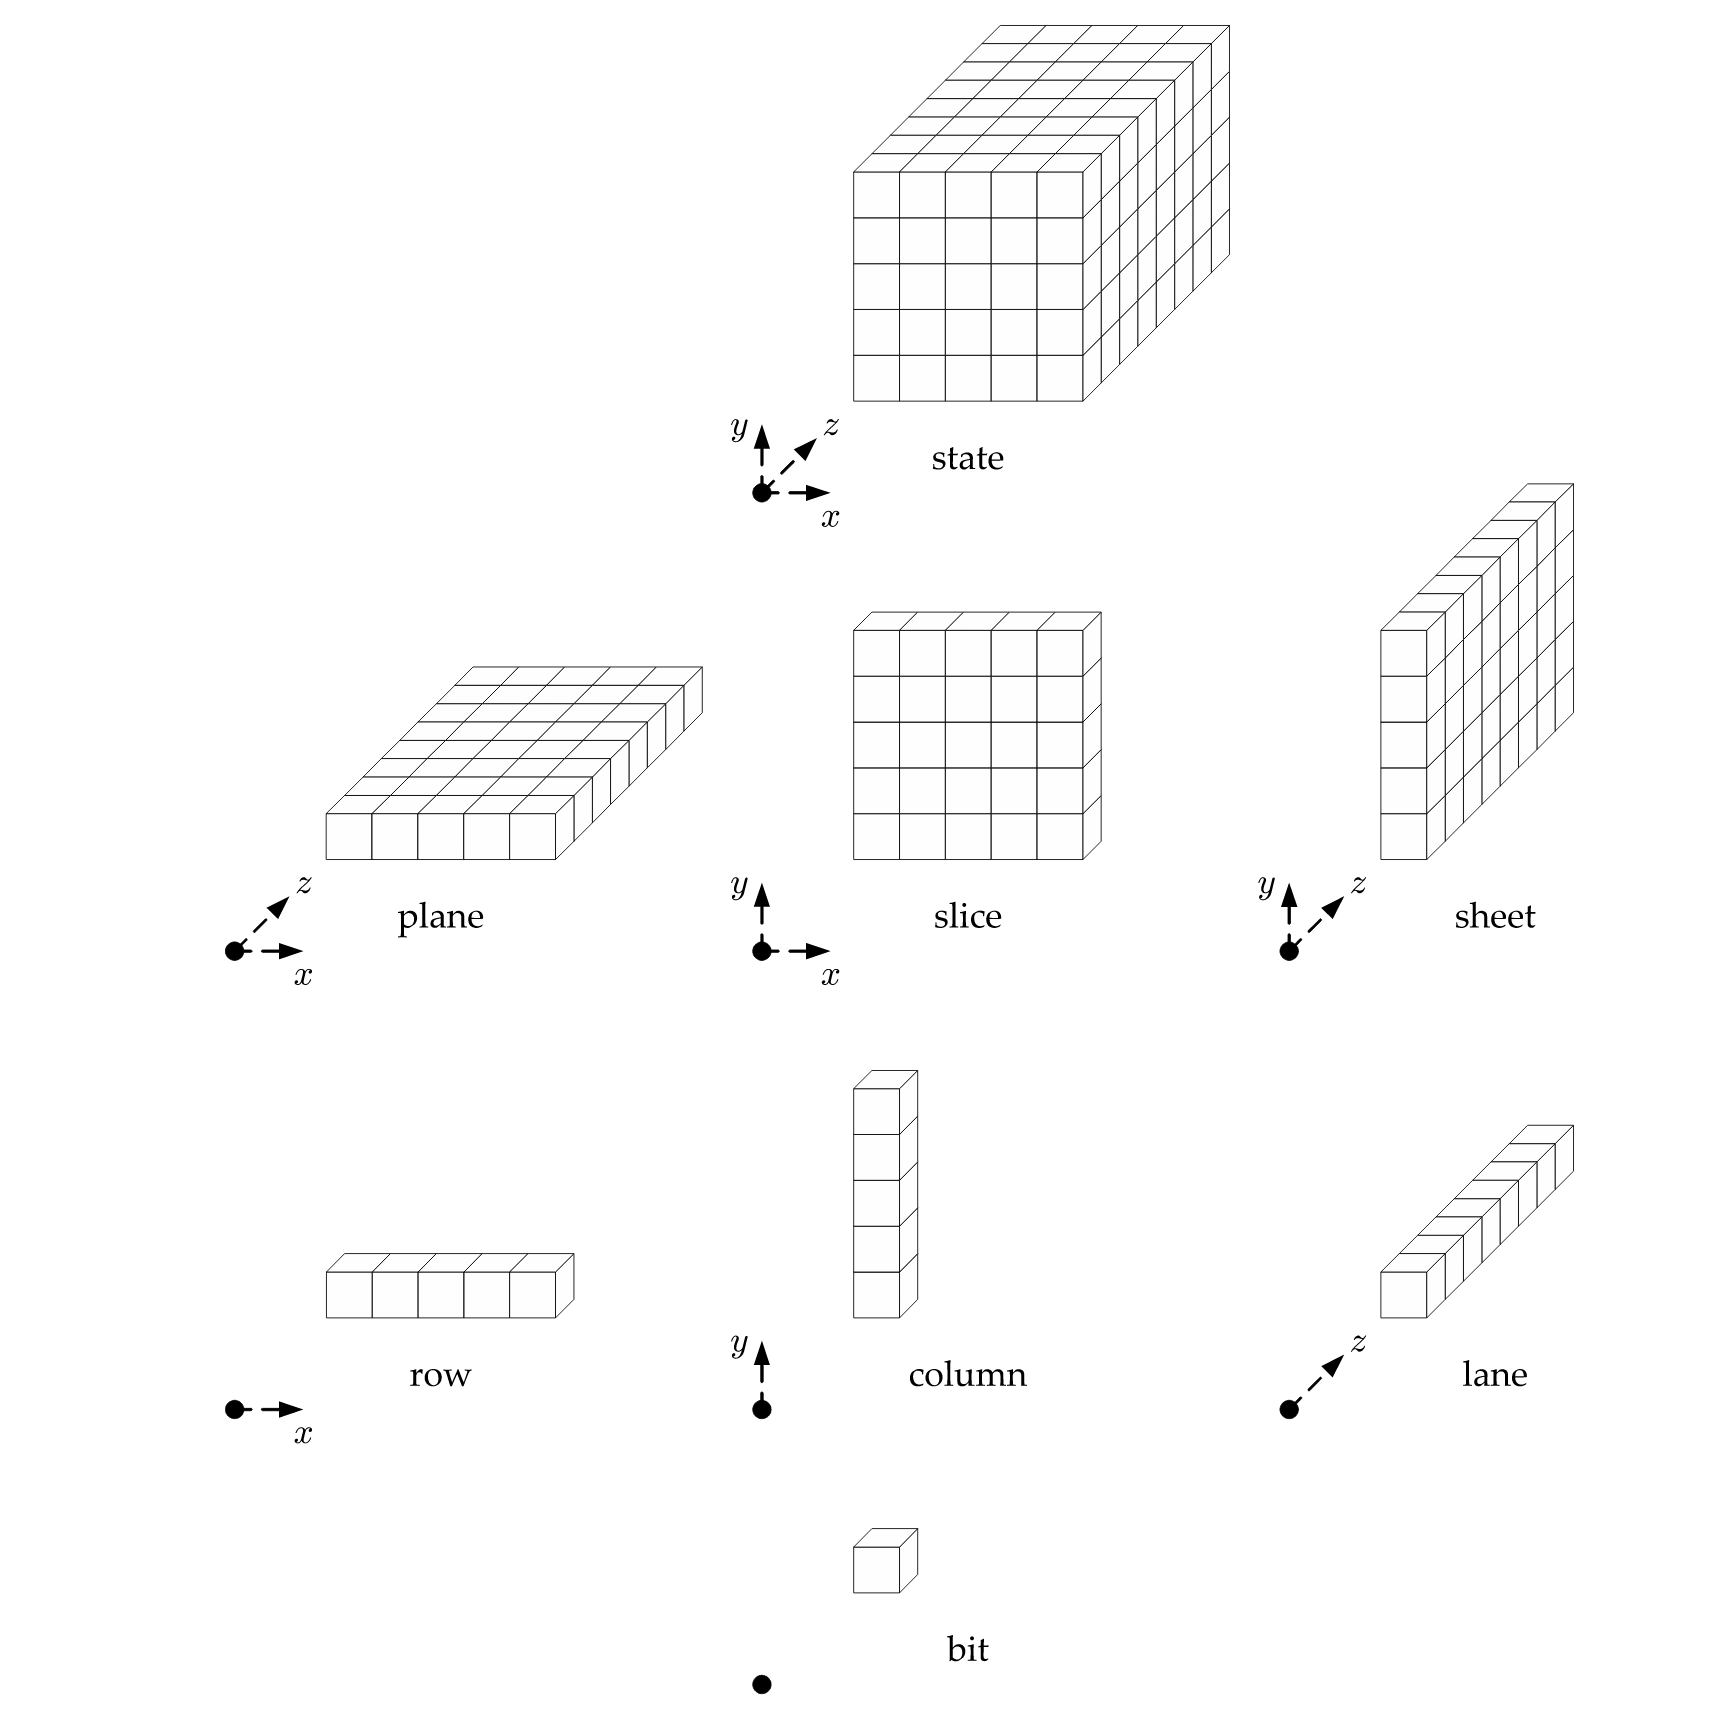 y z
state
x
y z
z
plane slice sheet
x x
y z
row column lane
x
bit